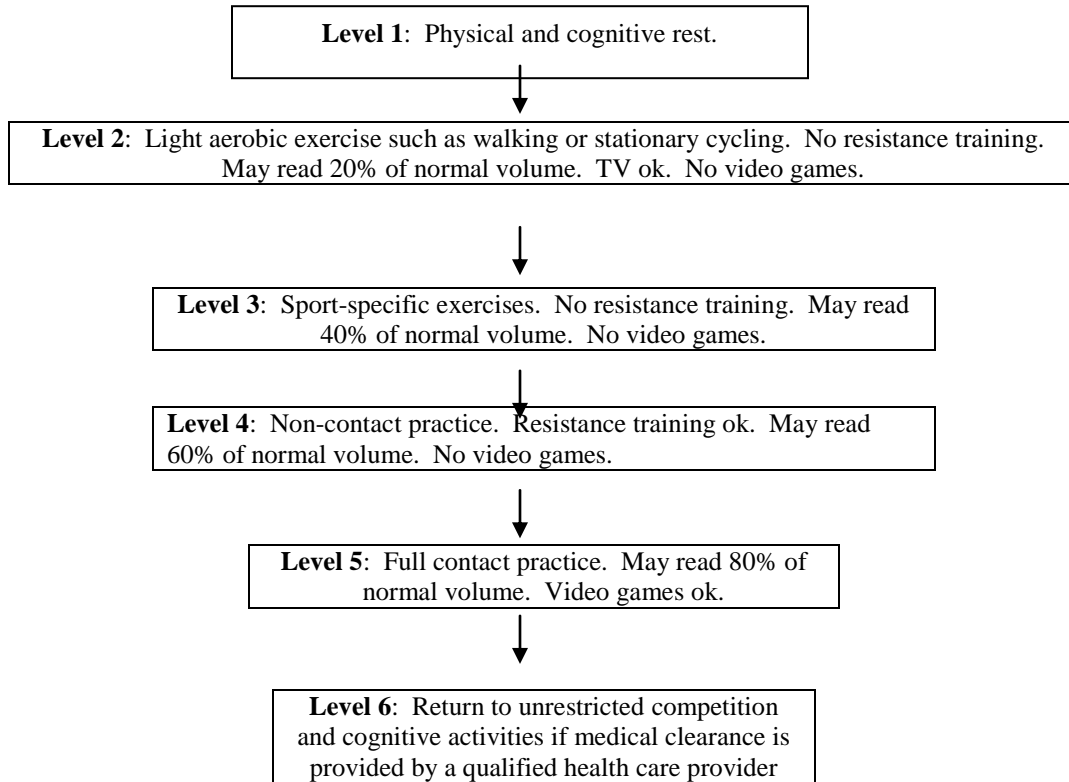 Level 1:  Physical and cognitive rest.
Level 2:  Light aerobic exercise such as walking or stationary cycling.  No resistance training.
May read 20% of normal volume.  TV ok.  No video games.
Level 3:  Sport-specific exercises.  No resistance training.  May read
40% of normal volume.  No video games.
Level 4:  Non-contact practice.  Resistance training ok.  May read
60% of normal volume.  No video games.
Level 5:  Full contact practice.  May read 80% of
normal volume.  Video games ok.
Level 6:  Return to unrestricted competition
and cognitive activities if medical clearance is
provided by a qualified health care provider